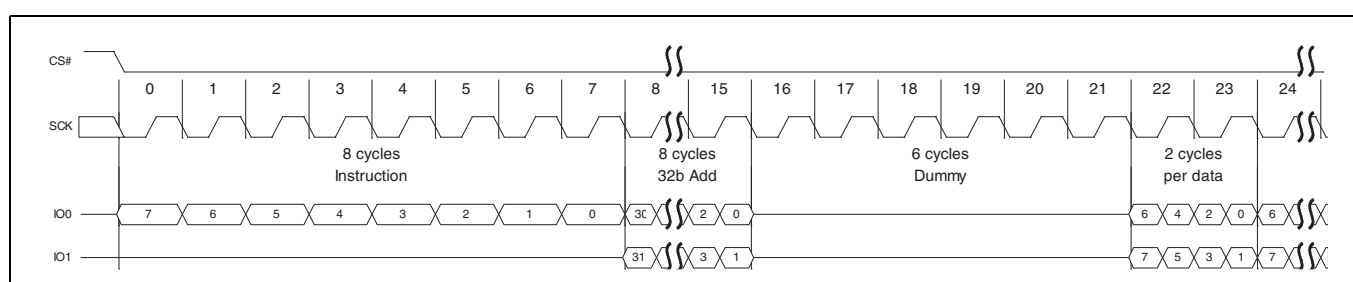 CS#
0 1 2 3 4 5 6 7 8 15 16 17 18 19 20 21 22 23 24
SCK
8 cycles 8 cycles 6 cycles 2 cycles
Instruction 32b Add Dummy per data
IO0 7 6 5 4 3 2 1 0 30 2 0 6 4 2 0 6
IO1 31 3 1 7 5 3 1 7